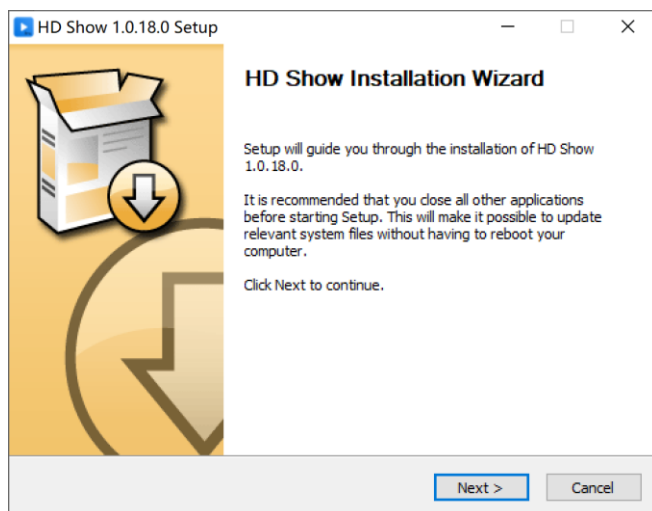 HD Show 1.0.18.0 Setup
HD Show Installation Wizard
Setup will guide you through the installation of HD Show
1.0.18.0.
It is recommended that you close all other applications
before starting Setup. This will make it possible to update
relevant system files without having to reboot your
computer.
Click Next to continue.
Next >
Cancel